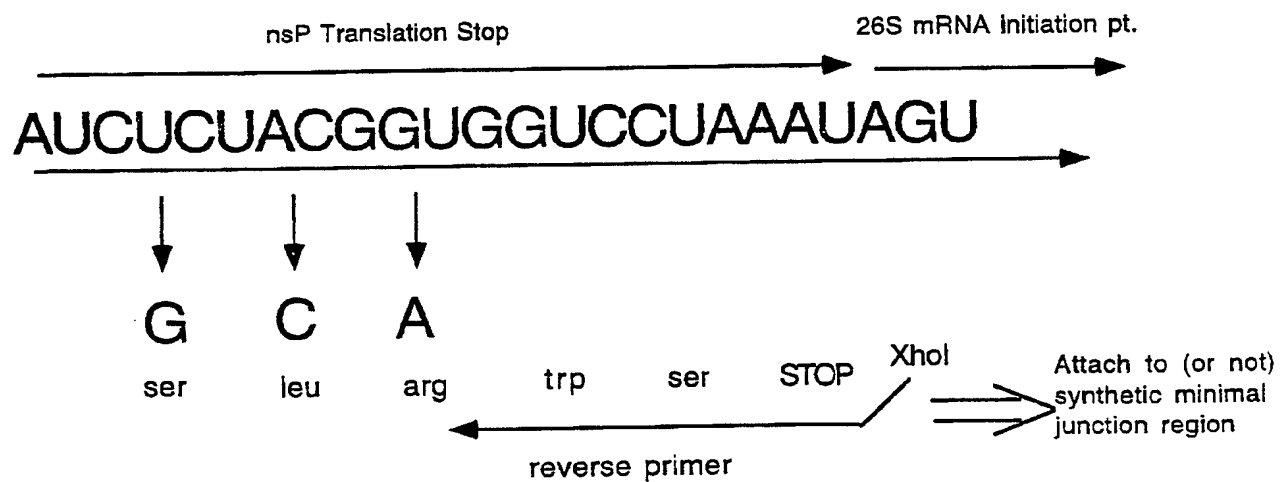 nsP Translation Stop
26S mRNA initiation pt.
AUCUCUACGGUGGUCCUAAAUAGU
G C A
ser leu arg trp ser STOP XhoI
Attach to (or not)
synthetic minimal
junction region
reverse primer